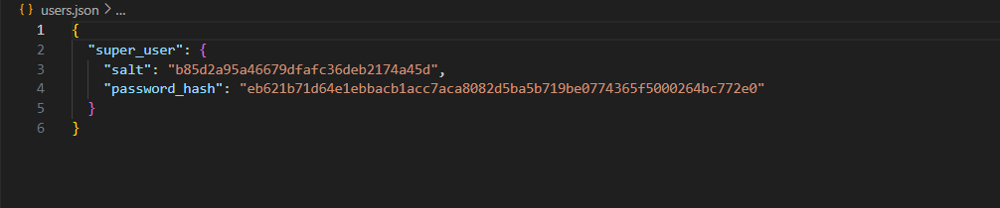 { } users.json > ...
1 {
2 "super_user": {
3 "salt": "b85d2a95a46679dfafc36deb2174a45d",
4 "password_hash": "eb621b71d64e1ebbacb1acc7aca8082d5ba5b719be0774365f5000264bc772e0"
5 }
6 }